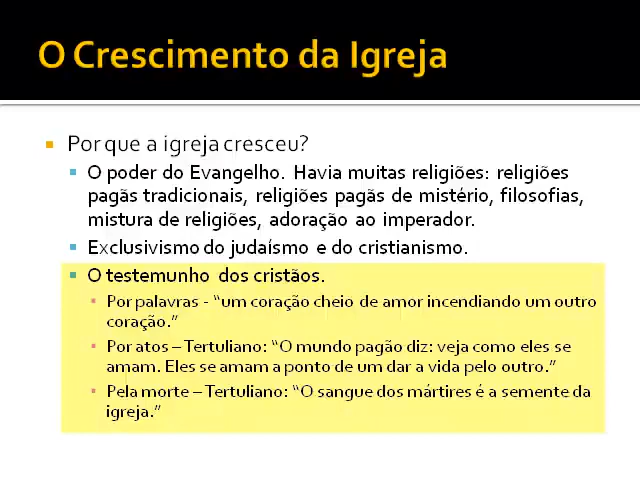 O Crescimento da Igreja
Por que a igreja cresceu?
O poder do Evangelho. Havia muitas religiões: religiões
pagãs tradicionais, religiões pagãs de mistério, filosofias,
mistura de religiões, adoração ao imperador.
Exclusivismo do judaísmo e do cristianismo.
O testemunho dos cristãos.
Por palavras - “um coração cheio de amor incendiando um outro
coração.”
Por atos – Tertuliano: “O mundo pagão diz: veja como eles se
amam. Eles se amam a ponto de um dar a vida pelo outro.”
Pela morte – Tertuliano: “O sangue dos mártires é a semente da
igreja.”